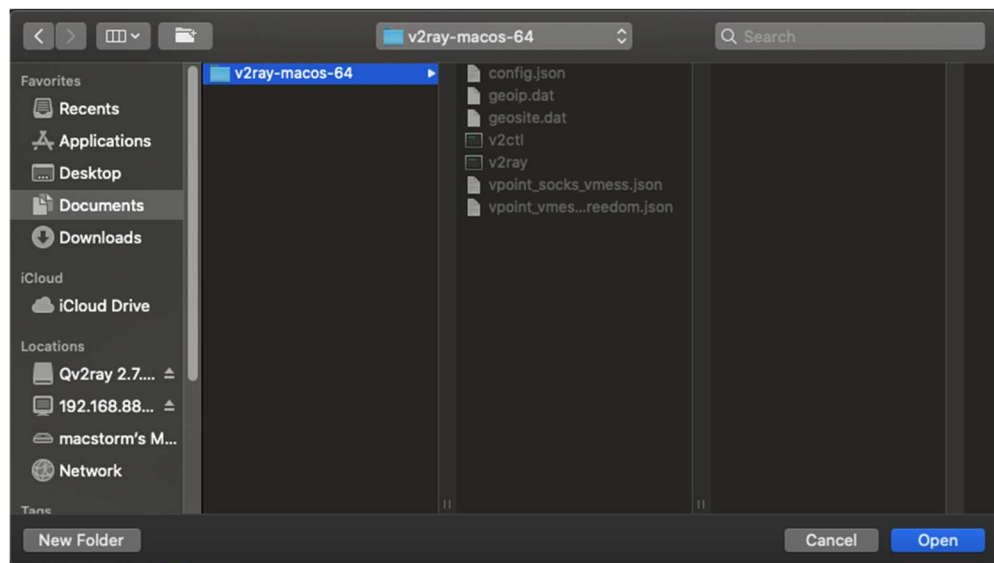 v2ray-macos-64
Search
Favorites
Recents
Applications
Desktop
Documents
Downloads
iCloud
iCloud Drive
Locations
Qv2ray 2.7....
192.168.88...
macstorm's M...
Network
Tags
v2ray-macos-64
config.json
geoip.dat
geosite.dat
v2ctl
v2ray
vpoint_socks_vmess.json
vpoint_vmes...reedom.json
New Folder
Cancel
Open